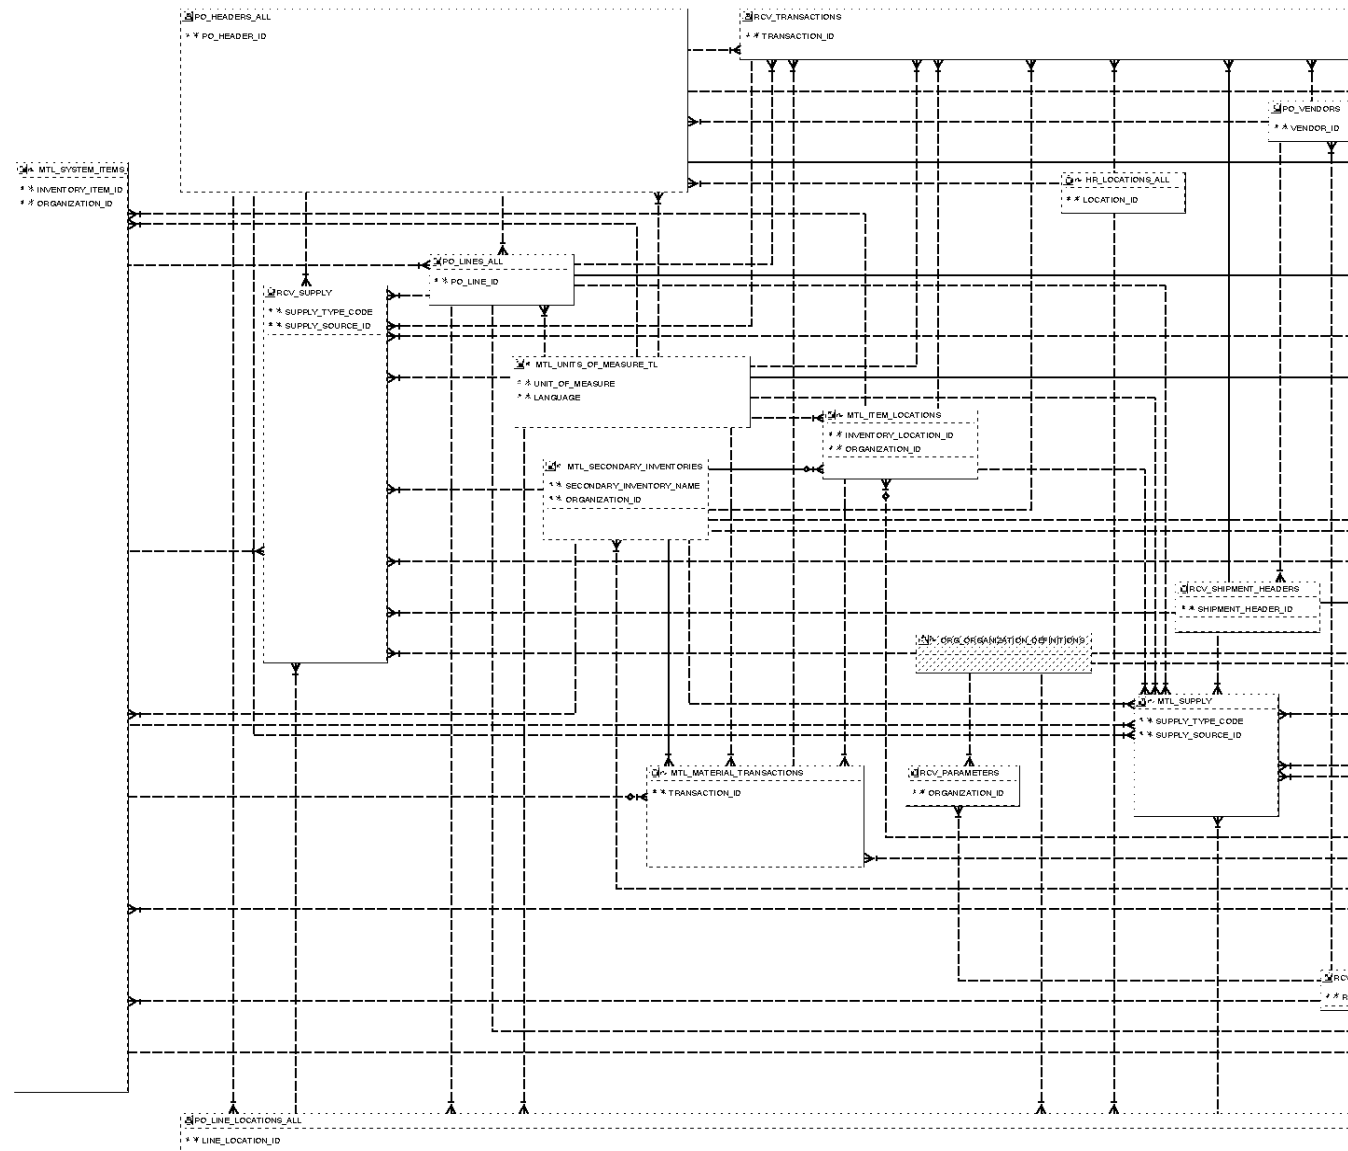 PO_HEADERS_ALL
* * PO_HEADER_ID
RCV_TRANSACTIONS
* * TRANSACTION_ID
PO_VENDORS
* * VENDOR_ID
MTL_SYSTEM_ITEMS
* * INVENTORY_ITEM_ID
* * ORGANIZATION_ID
HR_LOCATIONS_ALL
* * LOCATION_ID
PO_LINES_ALL
* * PO_LINE_ID
RCV_SUPPLY
* * SUPPLY_TYPE_CODE
* * SUPPLY_SOURCE_ID
MTL_UNITS_OF_MEASURE_TL
* * UNIT_OF_MEASURE
* * LANGUAGE
MTL_ITEM_LOCATIONS
* * INVENTORY_LOCATION_ID
* * ORGANIZATION_ID
MTL_SECONDARY_INVENTORIES
* * SECONDARY_INVENTORY_NAME
* * ORGANIZATION_ID
RCV_SHIPMENT_HEADERS
* * SHIPMENT_HEADER_ID
ORG_ORGANIZATION_DEFINITIONS
MTL_SUPPLY
* * SUPPLY_TYPE_CODE
* * SUPPLY_SOURCE_ID
MTL_MATERIAL_TRANSACTIONS
* * TRANSACTION_ID
RCV_PARAMETERS
* * ORGANIZATION_ID
RCV
* * R
PO_LINE_LOCATIONS_ALL
* * LINE_LOCATION_ID